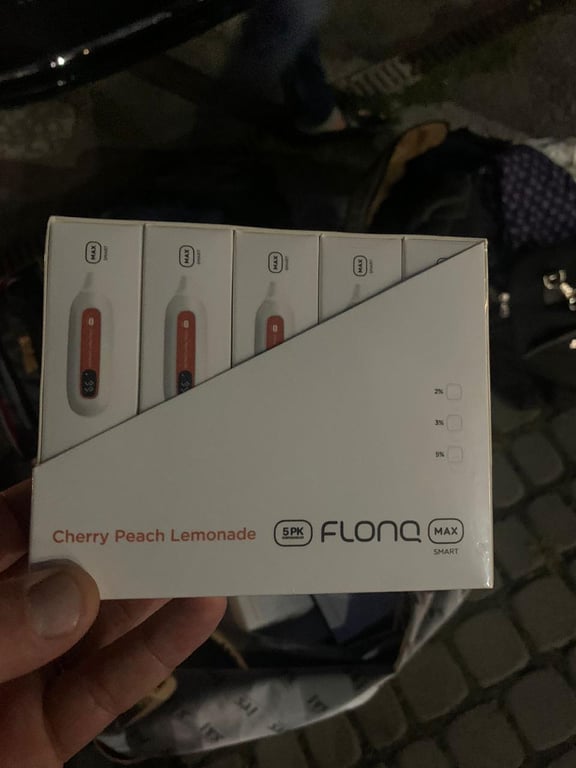 MAX
SMART
MAX
SMART
MAX
SMART
MAX
SMART
2%
3%
5%
Cherry Peach Lemonade
5PK
FLONQ
MAX
SMART